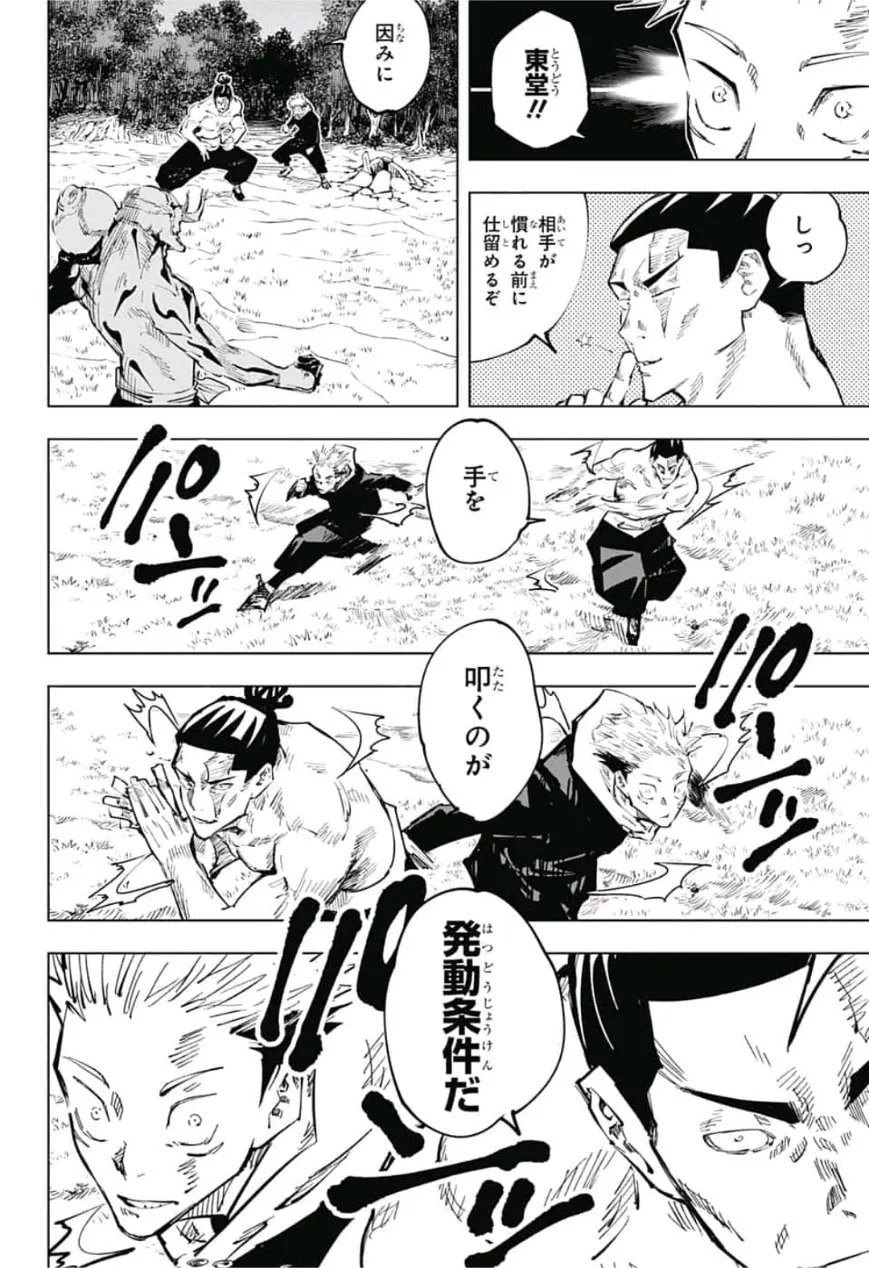 東堂!!
しっ
相手が
慣れる前に
仕留めるぞ
因みに
手を
パンッ
叩くのが
パンッ
発動条件だ
パンッ